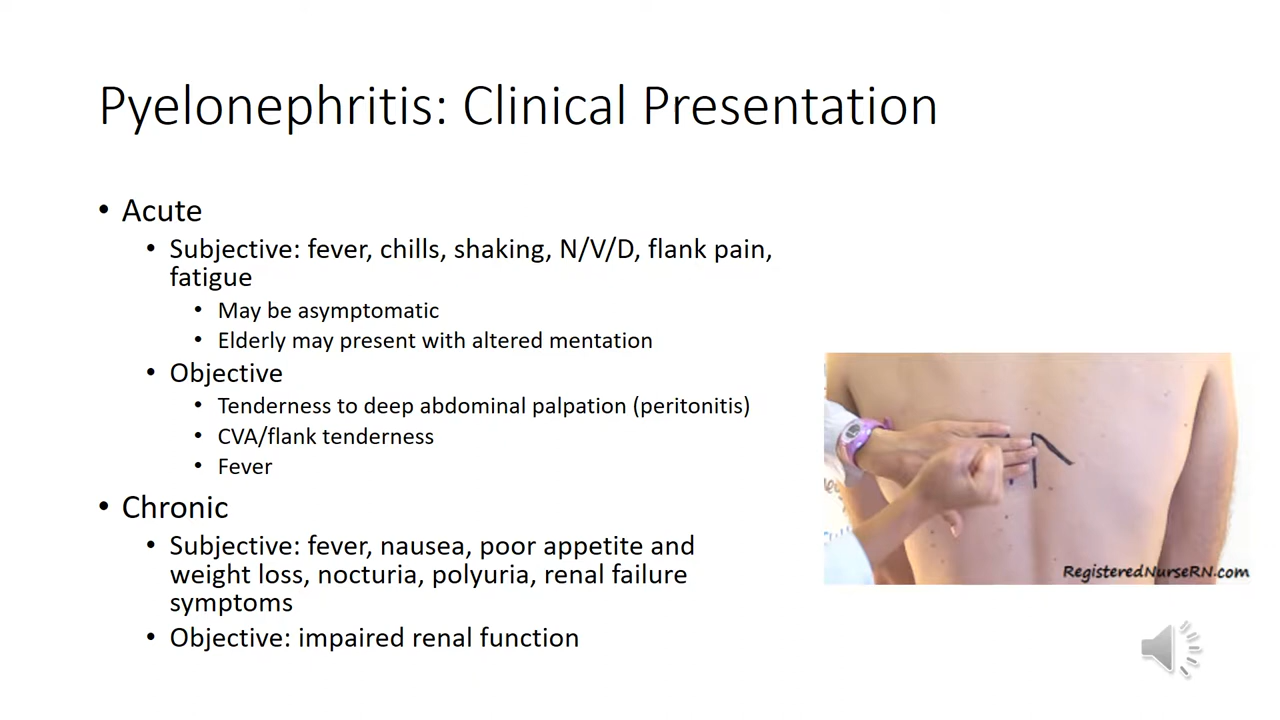 Pyelonephritis: Clinical Presentation
• Acute
• Subjective: fever, chills, shaking, N/V/D, flank pain,
fatigue
• May be asymptomatic
• Elderly may present with altered mentation
• Objective
• Tenderness to deep abdominal palpation (peritonitis)
• CVA/flank tenderness
• Fever
• Chronic
• Subjective: fever, nausea, poor appetite and
weight loss, nocturia, polyuria, renal failure
symptoms
• Objective: impaired renal function
RegisteredNurseRN.com